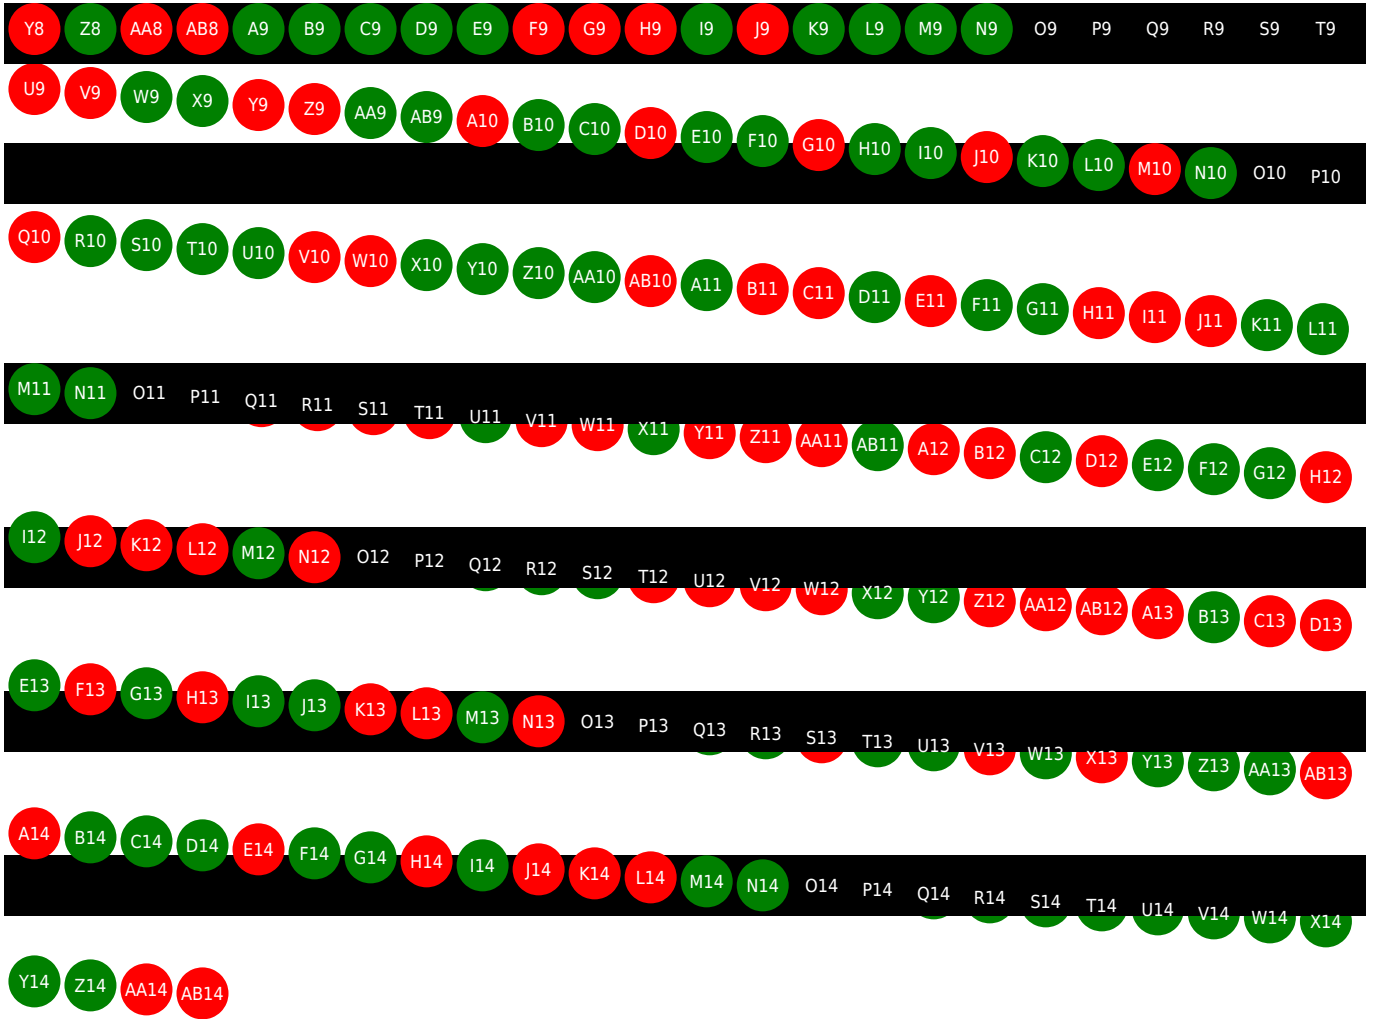 Y8 Z8 AA8 AB8 A9 B9 C9 D9 E9 F9 G9 H9 I9 J9 K9 L9 M9 N9 O9 P9 Q9 R9 S9 T9
U9 V9 W9 X9 Y9 Z9 AA9 AB9 A10 B10 C10 D10 E10 F10 G10 H10 I10 J10 K10 L10 M10 N10 O10 P10
Q10 R10 S10 T10 U10 V10 W10 X10 Y10 Z10 AA10 AB10 A11 B11 C11 D11 E11 F11 G11 H11 I11 J11 K11 L11
M11 N11 O11 P11 Q11 R11 S11 T11 U11 V11 W11 X11 Y11 Z11 AA11 AB11 A12 B12 C12 D12 E12 F12 G12 H12
I12 J12 K12 L12 M12 N12 O12 P12 Q12 R12 S12 T12 U12 V12 W12 X12 Y12 Z12 AA12 AB12 A13 B13 C13 D13
E13 F13 G13 H13 I13 J13 K13 L13 M13 N13 O13 P13 Q13 R13 S13 T13 U13 V13 W13 X13 Y13 Z13 AA13 AB13
A14 B14 C14 D14 E14 F14 G14 H14 I14 J14 K14 L14 M14 N14 O14 P14 Q14 R14 S14 T14 U14 V14 W14 X14
Y14 Z14 AA14 AB14